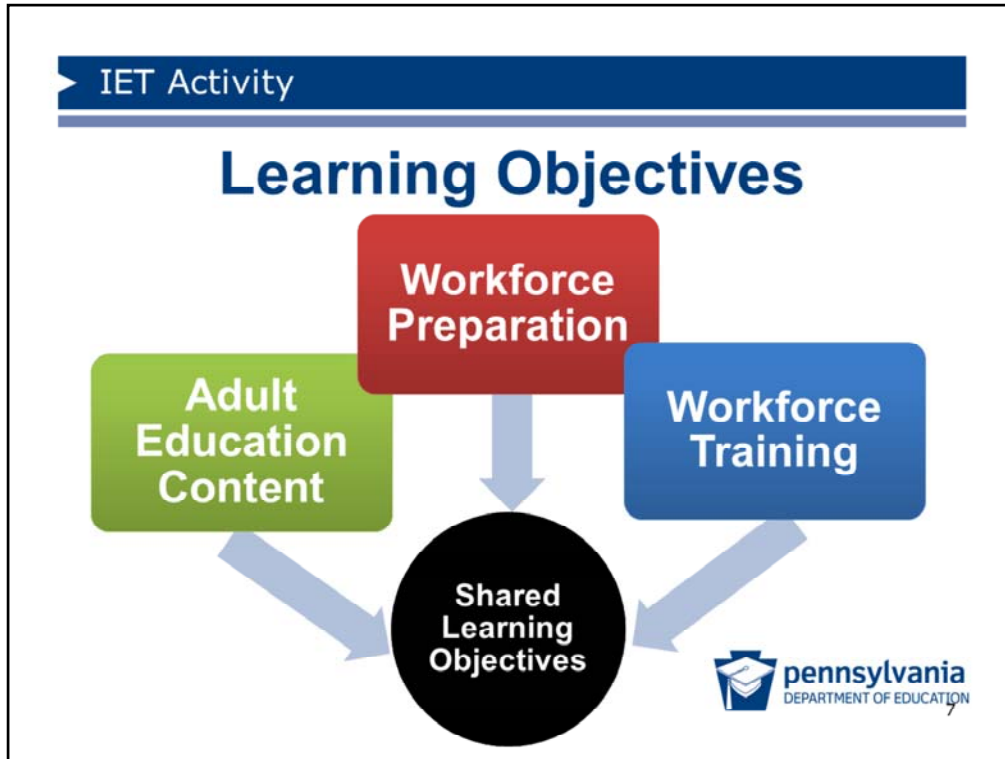 IET Activity
Learning Objectives
Workforce
Preparation
Adult
Education
Content
Workforce
Training
Shared
Learning
Objectives
pennsylvania
DEPARTMENT OF EDUCATION
7